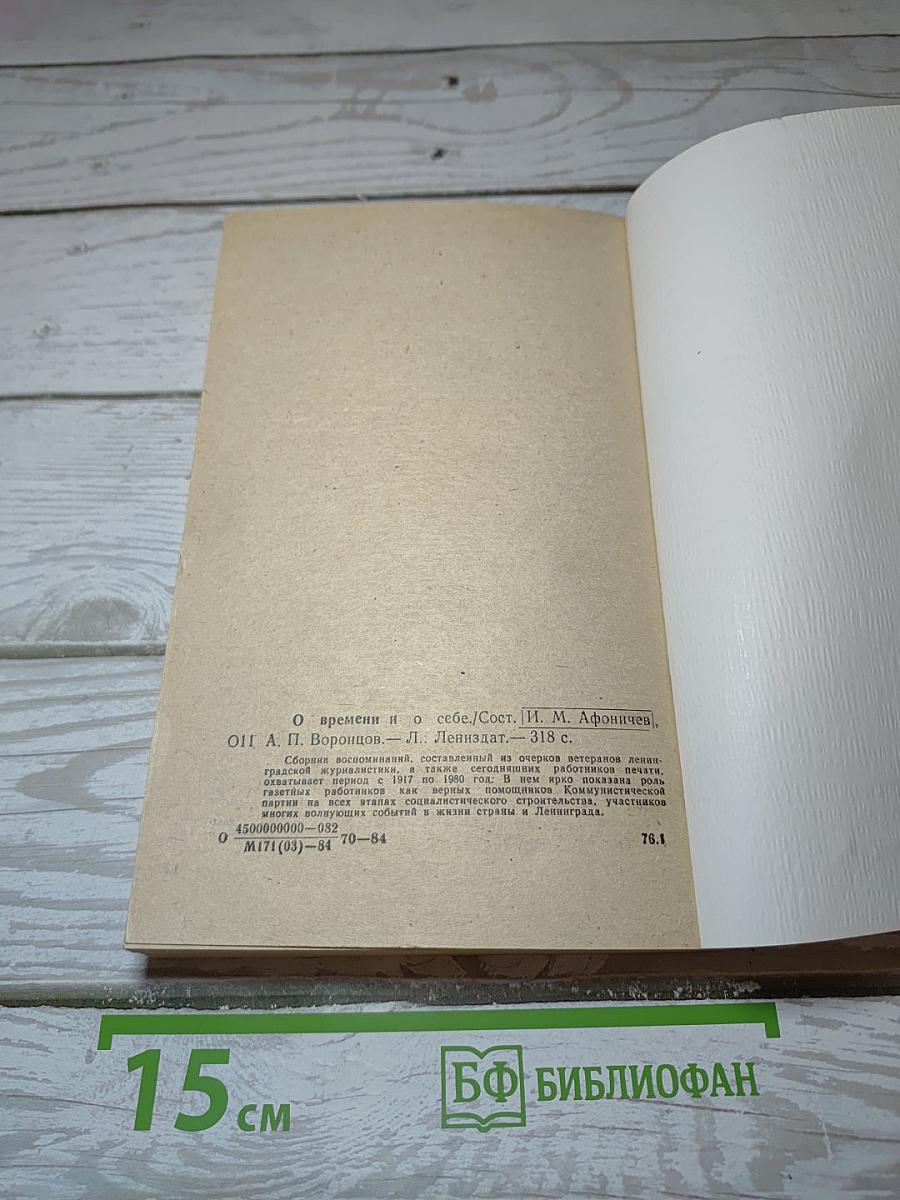 О времени и о себе./Сост. И. М. Афоничев,
О11 А. П. Воронцов.— Л.: Лениздат.— 318 с.
Сборник воспоминаний, составленный из очерков ветеранов ленин-
градской журналистики, а также сегодняшних работников печати,
охватывает период с 1917 по 1980 год. В нем ярко показана роль
газетных работников как верных помощников Коммунистической
партии на всех этапах социалистического строительства, участников
многих волнующих событий в жизни страны и Ленинграда.
4500000000—082
О 70—84 76.1
М171(03)—84
15 см
БФ БИБЛИОФАН